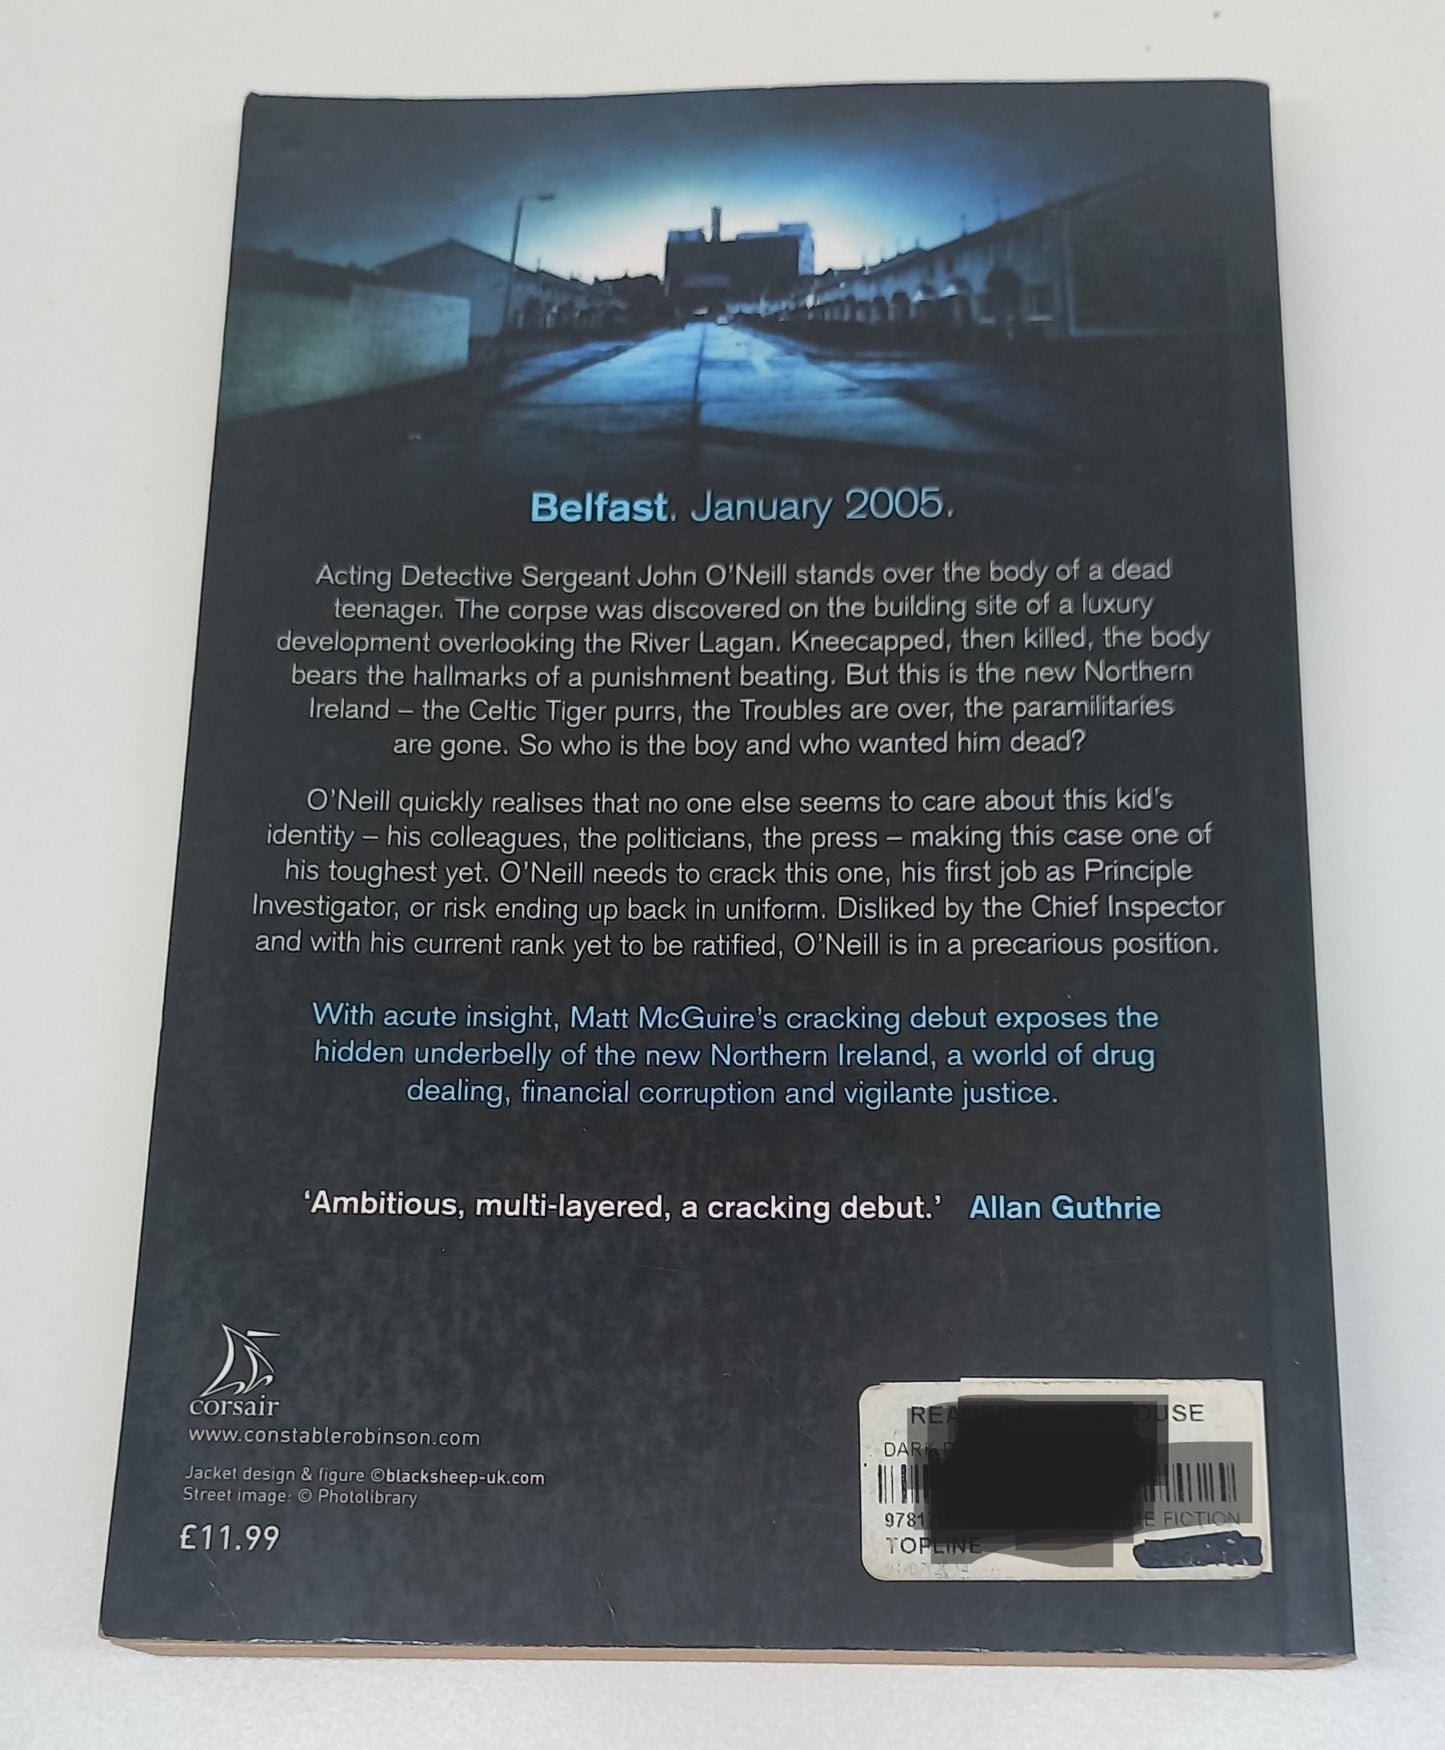 Belfast. January 2005.
Acting Detective Sergeant John O'Neill stands over the body of a dead
teenager. The corpse was discovered on the building site of a luxury
development overlooking the River Lagan. Kneecapped, then killed, the body
bears the hallmarks of a punishment beating. But this is the new Northern
Ireland – the Celtic Tiger purrs, the Troubles are over, the paramilitaries
are gone. So who is the boy and who wanted him dead?
O'Neill quickly realises that no one else seems to care about this kid's
identity – his colleagues, the politicians, the press – making this case one of
his toughest yet. O'Neill needs to crack this one, his first job as Principle
Investigator, or risk ending up back in uniform. Disliked by the Chief Inspector
and with his current rank yet to be ratified, O'Neill is in a precarious position.
With acute insight, Matt McGuire's cracking debut exposes the
hidden underbelly of the new Northern Ireland, a world of drug
dealing, financial corruption and vigilante justice.
'Ambitious, multi-layered, a cracking debut.' Allan Guthrie
corsair
www.constablerobinson.com
Jacket design & figure ©blacksheep-uk.com
Street image: © Photolibrary
£11.99
DARK
FICTION
TOPLINE